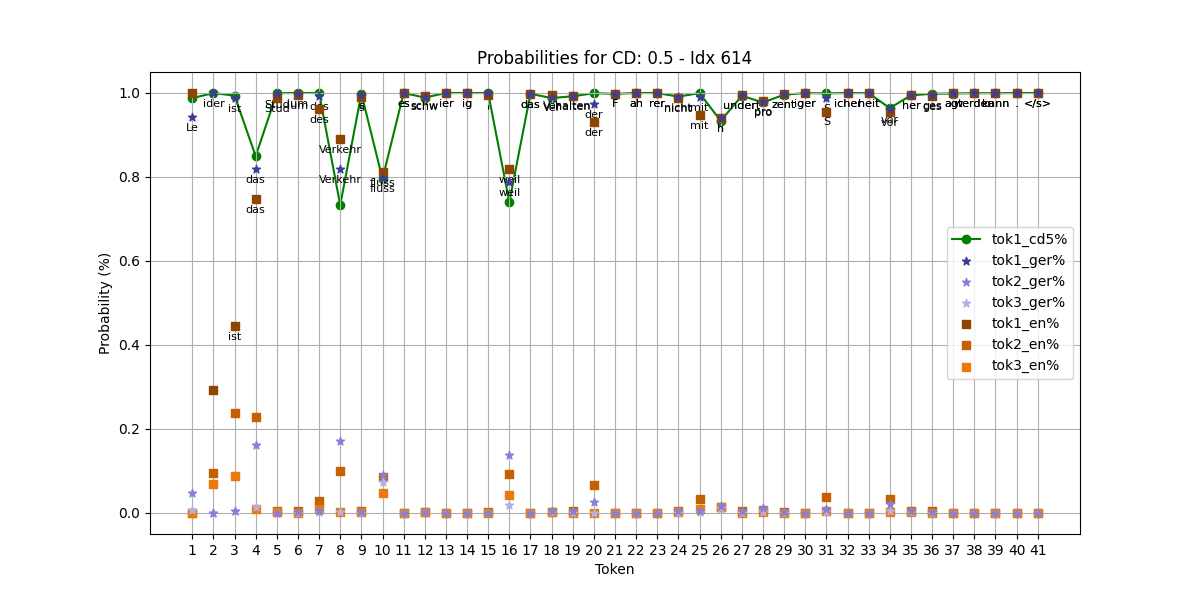 Probabilities for CD: 0.5 - Idx 614
Probability (%)
1.0
0.8
0.6
0.4
0.2
0.0
Le
ider
ist
ist
das
das
des
des
Verkehr
Verkehr
fluss
fluss
es
schw
ier
ig
weil
weil
das
der
der
F
ah
rer
nicht
mit
mit
n
pro
zent
iger
S
S
icher
heit
vor
vor
her
ges
agt
werden
kann
.
</s>
tok1_cd5%
tok1_ger%
tok2_ger%
tok3_ger%
tok1_en%
tok2_en%
tok3_en%
1 2 3 4 5 6 7 8 9 10 11 12 13 14 15 16 17 18 19 20 21 22 23 24 25 26 27 28 29 30 31 32 33 34 35 36 37 38 39 40 41
Token